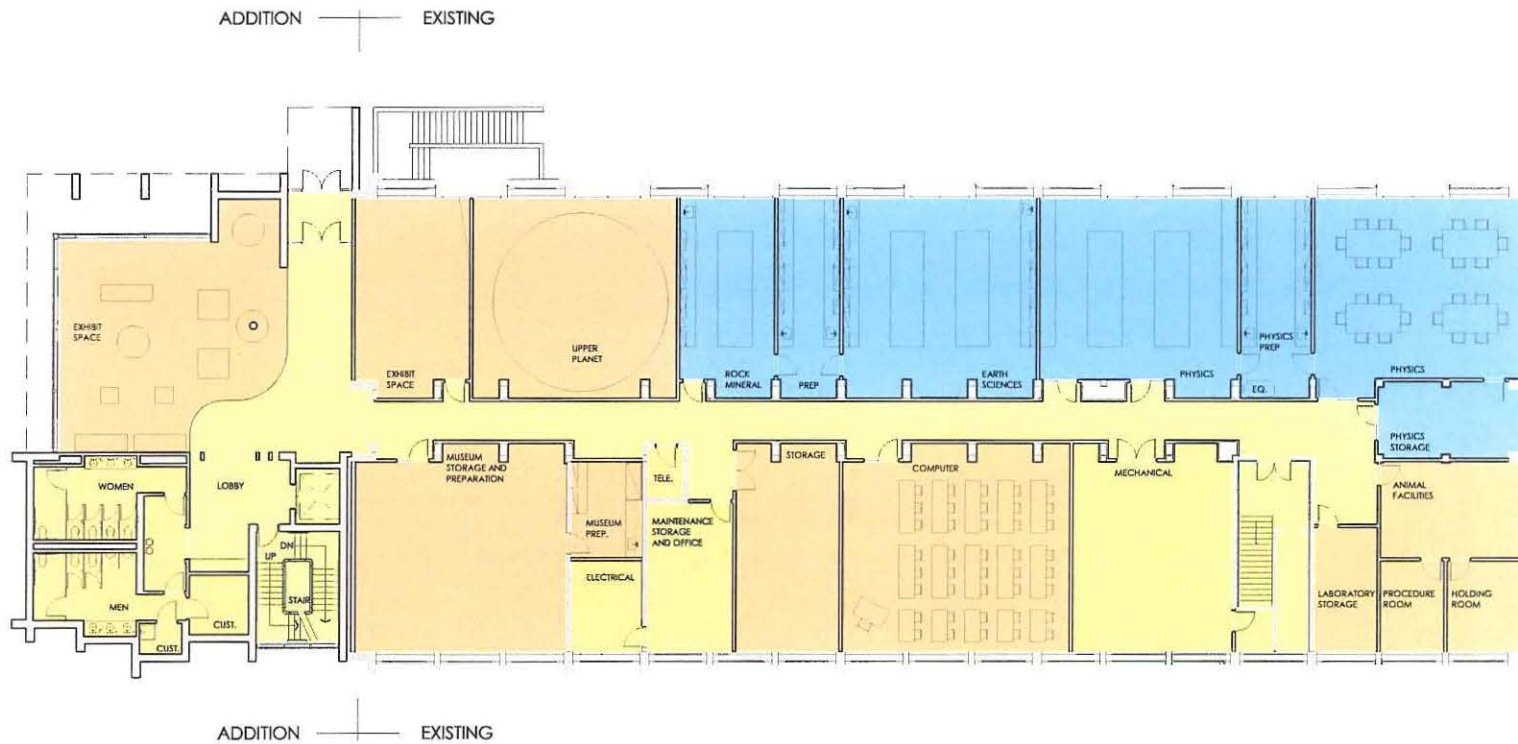 ADDITION EXISTING
EXHIBIT
SPACE
EXHIBIT
SPACE
UPPER
PLANET
ROCK
MINERAL
PREP
EARTH
SCIENCES
PHYSICS
PHYSICS
PREP
EQ.
PHYSICS
PHYSICS
STORAGE
WOMEN
LOBBY
MEN
CUST.
CUST.
UP
DN
STAIR
MUSEUM
STORAGE AND
PREPARATION
MUSEUM
PREP.
ELECTRICAL
TELE.
MAINTENANCE
STORAGE
AND OFFICE
STORAGE
COMPUTER
MECHANICAL
ANIMAL
FACILITIES
LABORATORY
STORAGE
PROCEDURE
ROOM
HOLDING
ROOM
ADDITION EXISTING